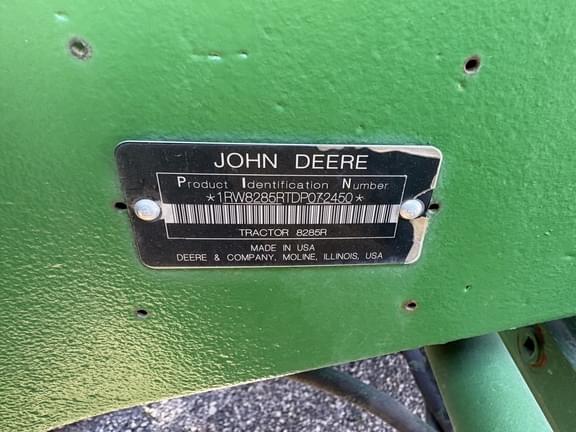 JOHN DEERE
Product Identification Number
*1RW8285RTDP072450*
TRACTOR 8285R
MADE IN USA
DEERE & COMPANY, MOLINE, ILLINOIS, USA